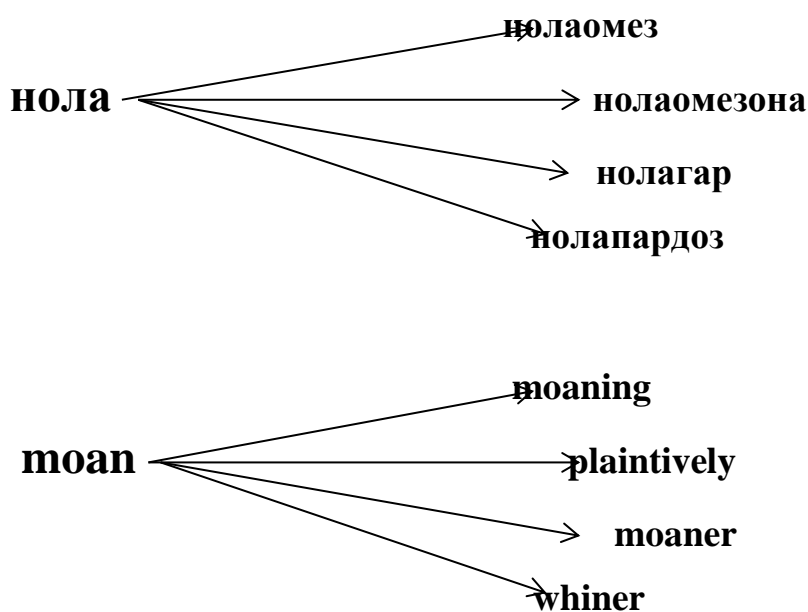 нолаомез
нола
нолаомезона
нолагар
нолапардоз
moaning
moan
plaintively
moaner
whiner